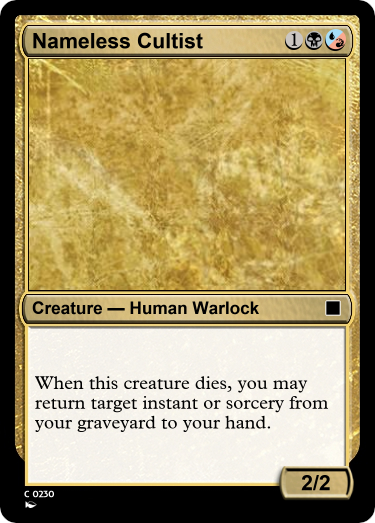 Nameless Cultist 1
Creature — Human Warlock
When this creature dies, you may
return target instant or sorcery from
your graveyard to your hand.
2/2
C 0230